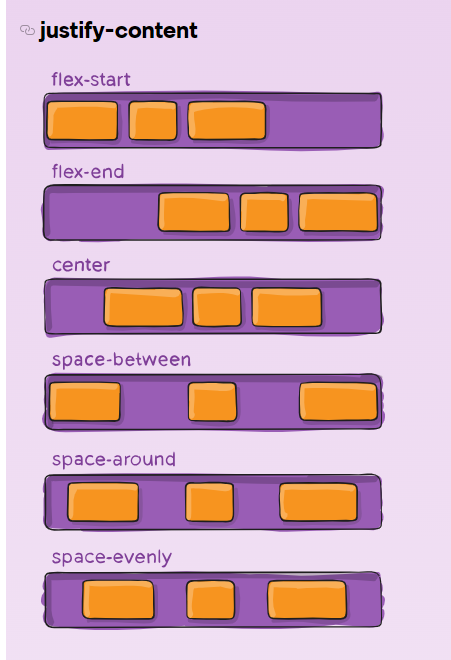 justify-content
flex-start
flex-end
center
space-between
space-around
space-evenly